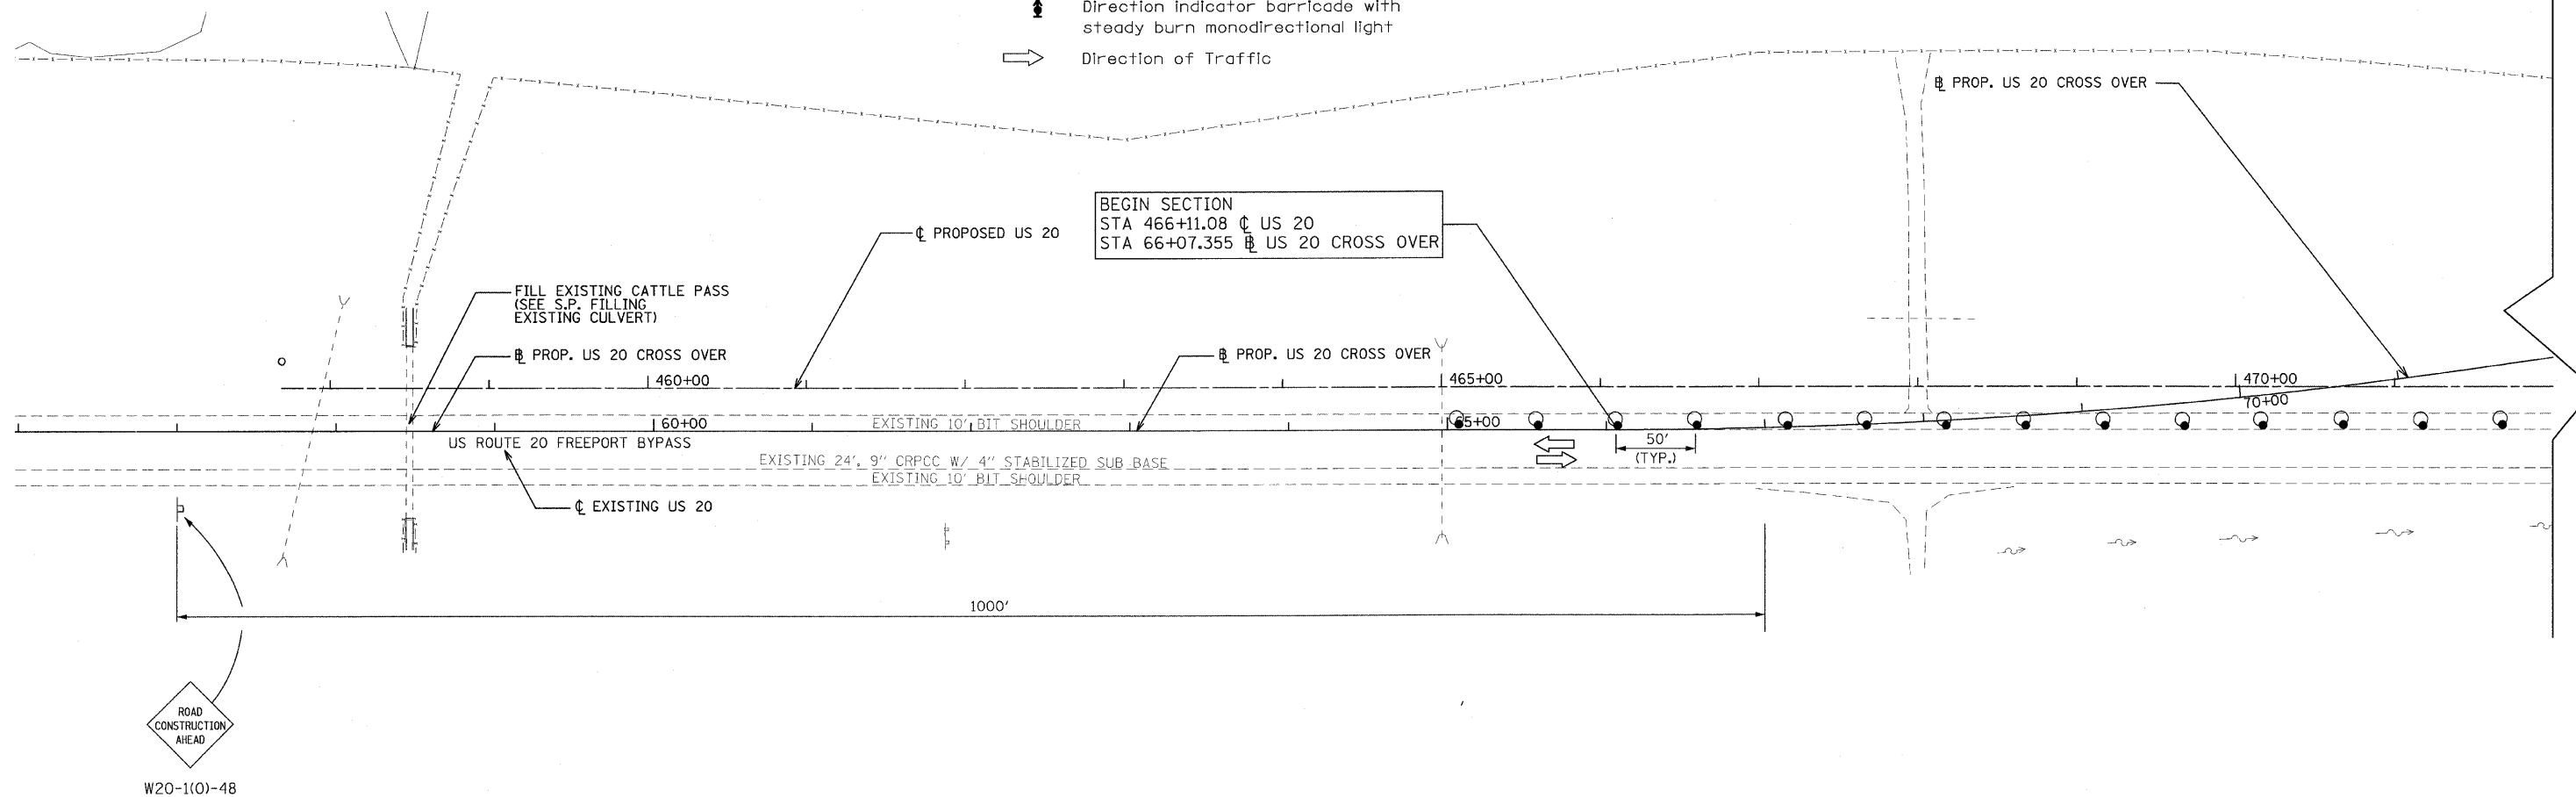 Direction indicator barricade with
steady burn monodirectional light
Direction of Traffic
℄ PROP. US 20 CROSS OVER
BEGIN SECTION
STA 466+11.08 ℄ US 20
STA 66+07.355 BL US 20 CROSS OVER
℄ PROPOSED US 20
FILL EXISTING CATTLE PASS
(SEE S.P. FILLING
EXISTING CULVERT)
BL PROP. US 20 CROSS OVER
BL PROP. US 20 CROSS OVER
460+00
465+00
470+00
70+00
60+00
EXISTING 10' BIT SHOULDER
65+00
US ROUTE 20 FREEPORT BYPASS
50'
(TYP.)
EXISTING 24', 9" CRPCC W/ 4" STABILIZED SUB BASE
EXISTING 10' BIT SHOULDER
℄ EXISTING US 20
1000'
ROAD
CONSTRUCTION
AHEAD
W20-1(O)-48